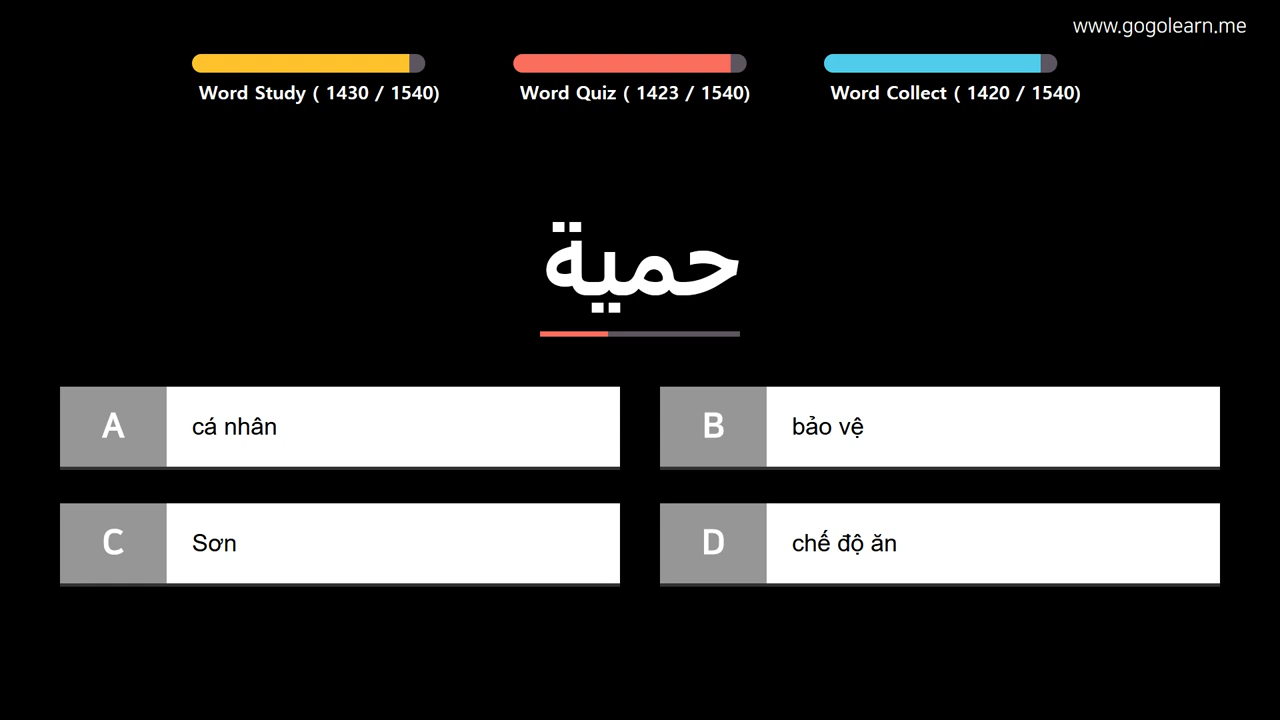 www.gogolearn.me
Word Study ( 1430 / 1540)
Word Quiz ( 1423 / 1540)
Word Collect ( 1420 / 1540)
حمية
A
cá nhân
B
bảo vệ
C
Sơn
D
chế độ ăn